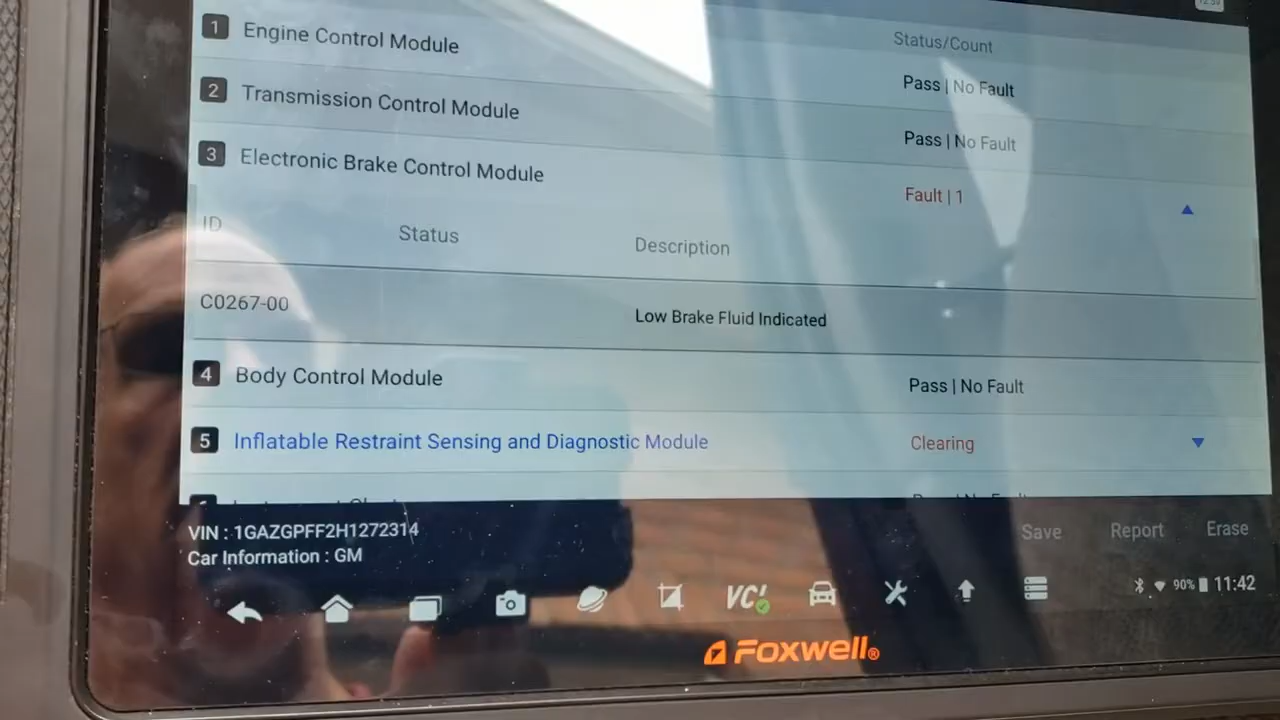 12:59
Status/Count
1 Engine Control Module Pass | No Fault
2 Transmission Control Module Pass | No Fault
3 Electronic Brake Control Module Fault | 1
ID Status Description
C0267-00 Low Brake Fluid Indicated
4 Body Control Module Pass | No Fault
5 Inflatable Restraint Sensing and Diagnostic Module Clearing
VIN : 1GAZGPFF2H1272314
Car Information : GM
Save Report Erase
VC!
90% 11:42
FOXWELL®